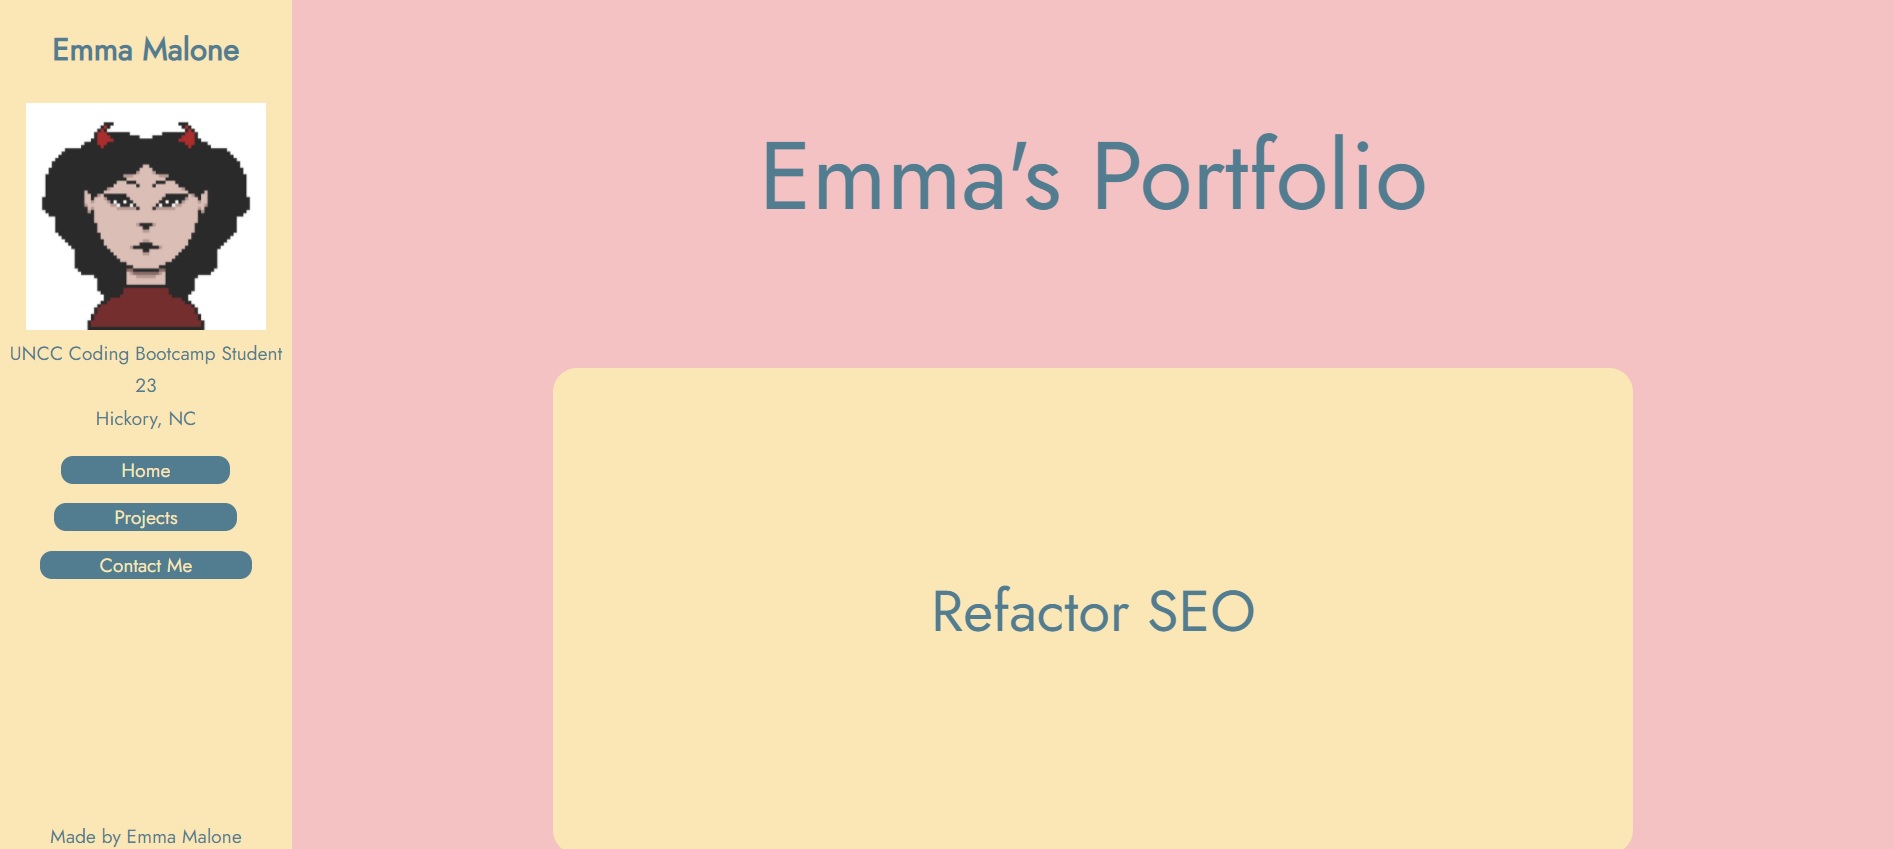 Emma Malone
UNCC Coding Bootcamp Student
23
Hickory, NC
Home
Projects
Contact Me
Made by Emma Malone
Emma's Portfolio
Refactor SEO